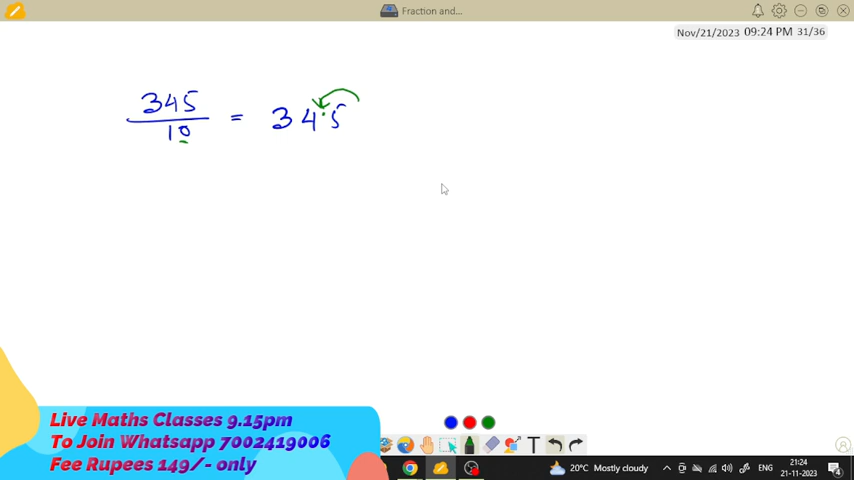 Fraction and...
Nov/21/2023 09:24 PM 31/36
345
10
= 34.5
Live Maths Classes 9.15pm
To Join Whatsapp 7002419006
Fee Rupees 149/- only
T
20°C Mostly cloudy
ENG
21:24
21-11-2023
4